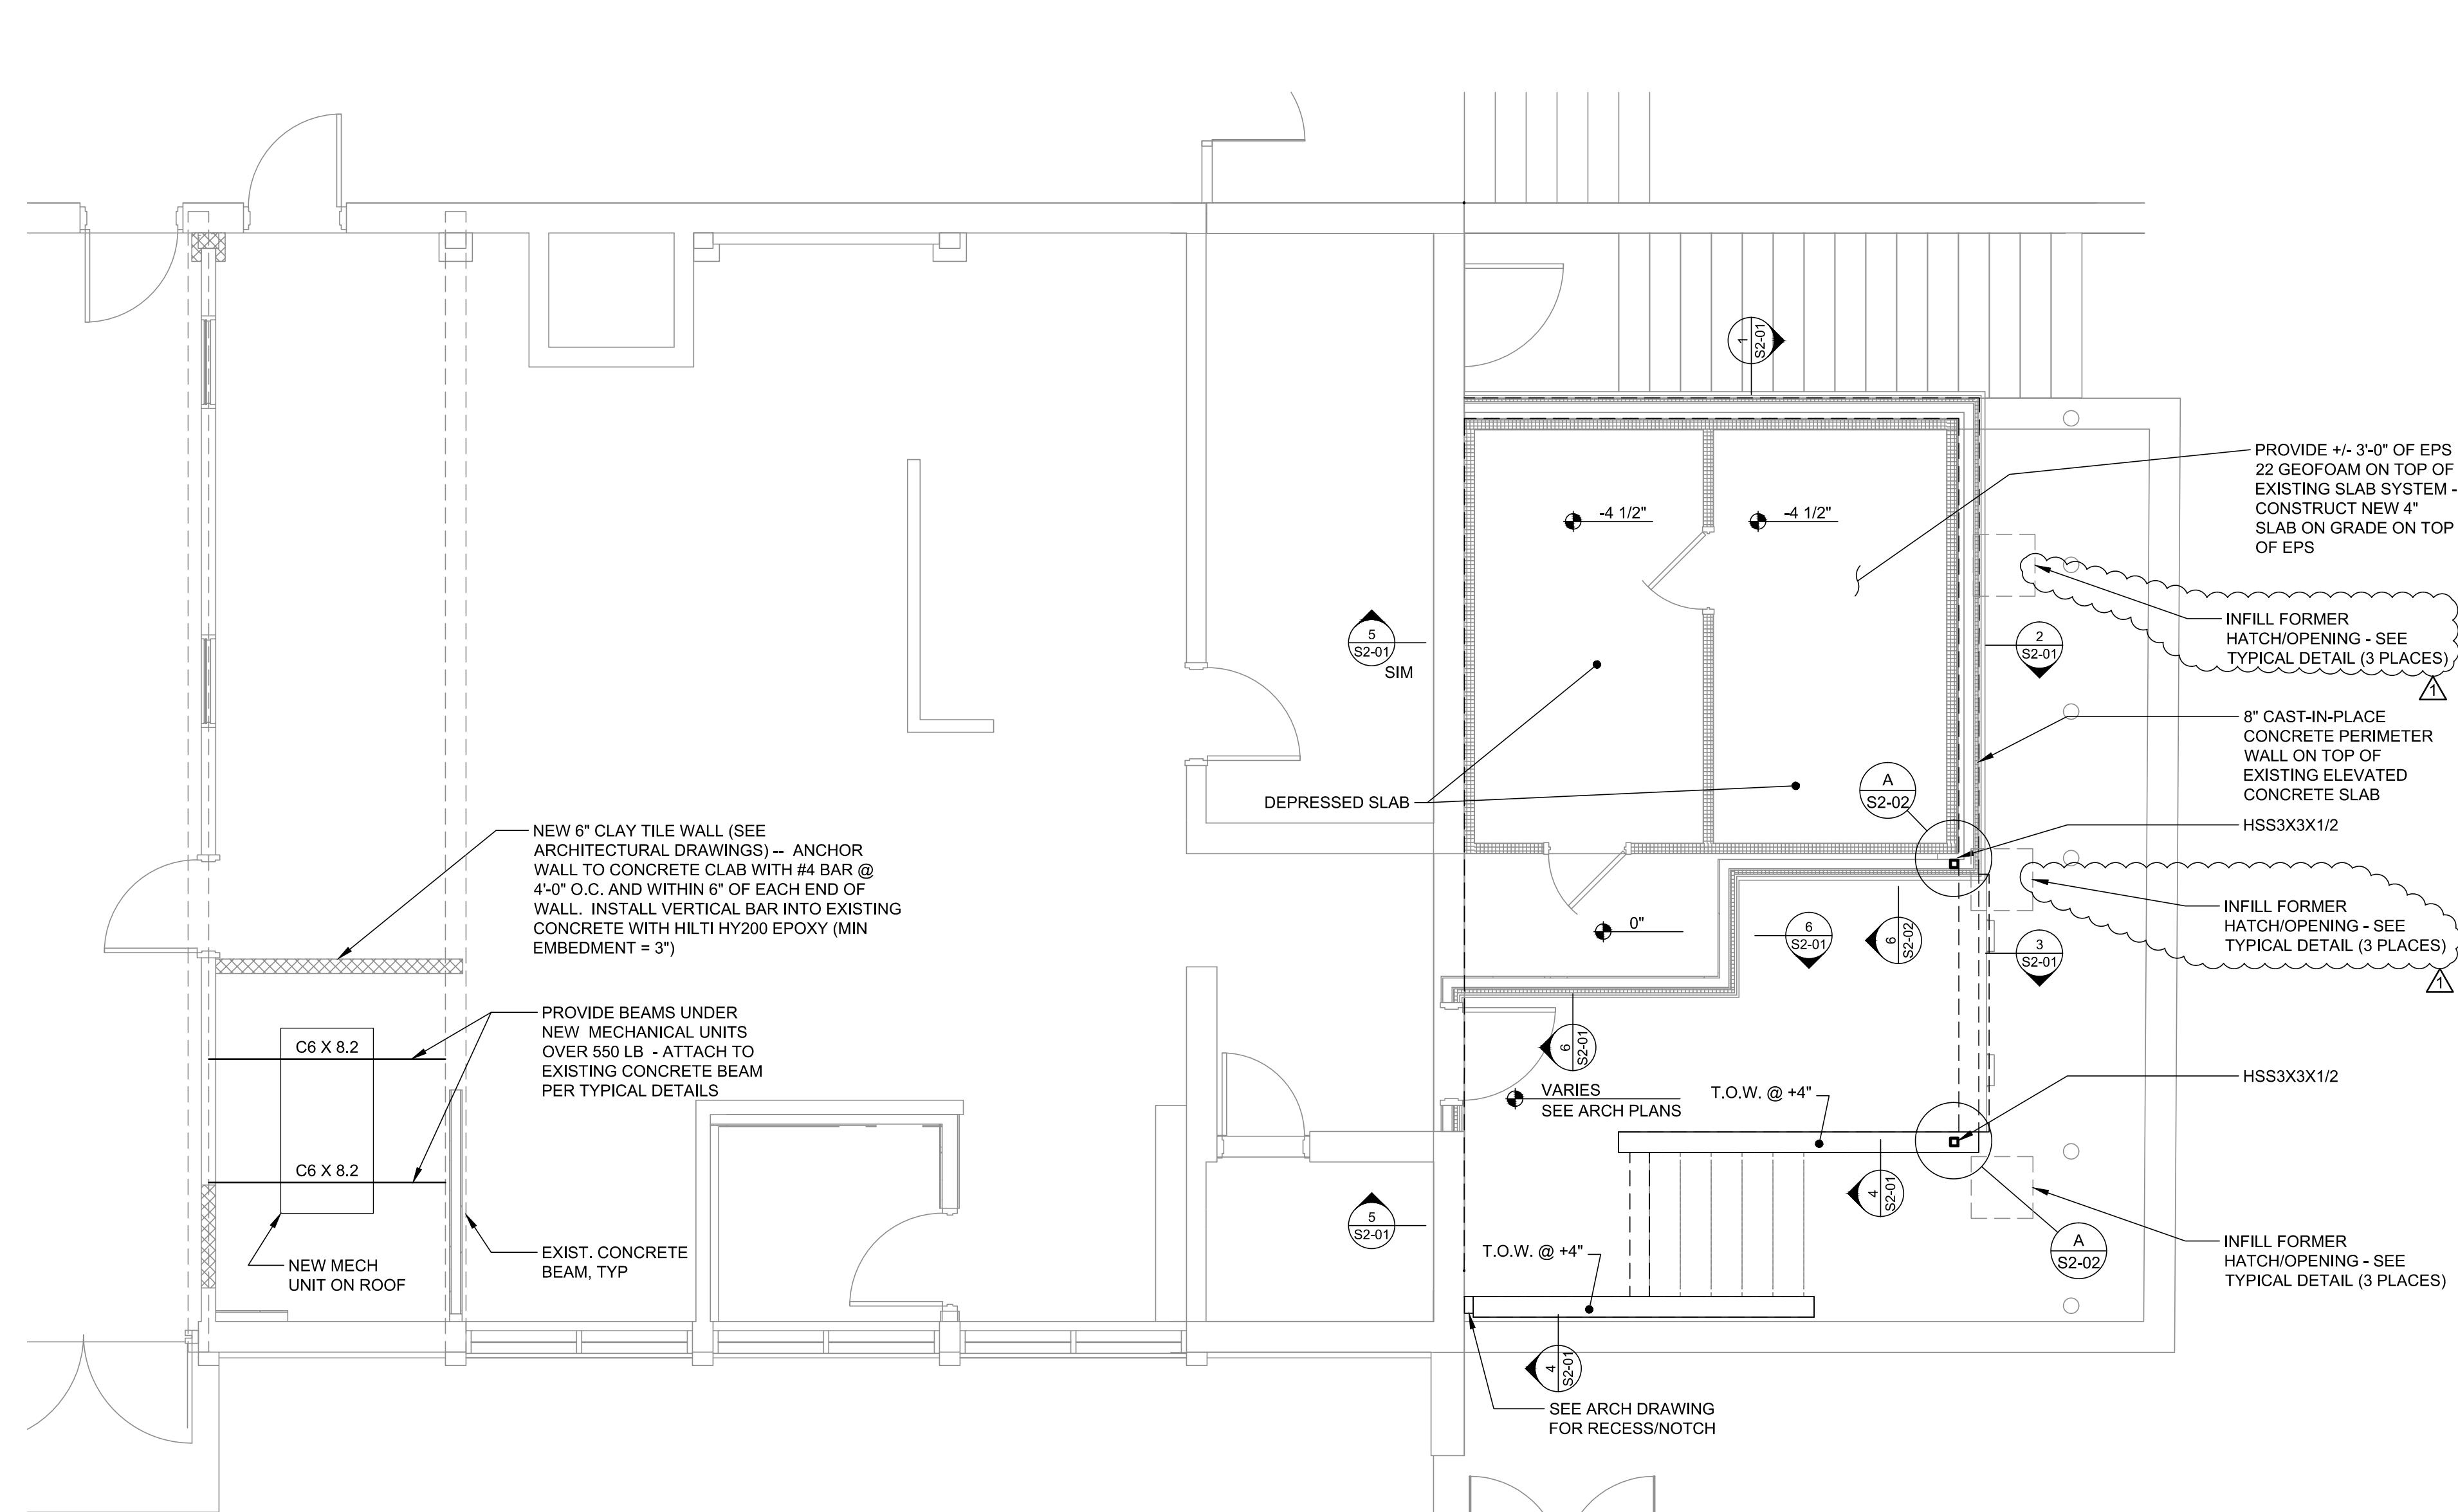 1
S2-01
PROVIDE +/- 3'-0" OF EPS
22 GEOFOAM ON TOP OF
EXISTING SLAB SYSTEM -
CONSTRUCT NEW 4"
SLAB ON GRADE ON TOP
OF EPS
-4 1/2"
-4 1/2"
INFILL FORMER
HATCH/OPENING - SEE
TYPICAL DETAIL (3 PLACES)
1
5
S2-01
SIM
2
S2-01
8" CAST-IN-PLACE
CONCRETE PERIMETER
WALL ON TOP OF
EXISTING ELEVATED
CONCRETE SLAB
DEPRESSED SLAB
A
S2-02
HSS3X3X1/2
NEW 6" CLAY TILE WALL (SEE
ARCHITECTURAL DRAWINGS) -- ANCHOR
WALL TO CONCRETE CLAB WITH #4 BAR @
4'-0" O.C. AND WITHIN 6" OF EACH END OF
WALL. INSTALL VERTICAL BAR INTO EXISTING
CONCRETE WITH HILTI HY200 EPOXY (MIN
EMBEDMENT = 3")
INFILL FORMER
HATCH/OPENING - SEE
TYPICAL DETAIL (3 PLACES)
1
0"
6
S2-01
6
S2-02
3
S2-01
PROVIDE BEAMS UNDER
NEW MECHANICAL UNITS
OVER 550 LB - ATTACH TO
EXISTING CONCRETE BEAM
PER TYPICAL DETAILS
C6 X 8.2
6
S2-01
HSS3X3X1/2
VARIES
SEE ARCH PLANS
T.O.W. @ +4"
C6 X 8.2
4
S2-01
5
S2-01
NEW MECH
UNIT ON ROOF
EXIST. CONCRETE
BEAM, TYP
T.O.W. @ +4"
A
S2-02
INFILL FORMER
HATCH/OPENING - SEE
TYPICAL DETAIL (3 PLACES)
4
S2-01
SEE ARCH DRAWING
FOR RECESS/NOTCH